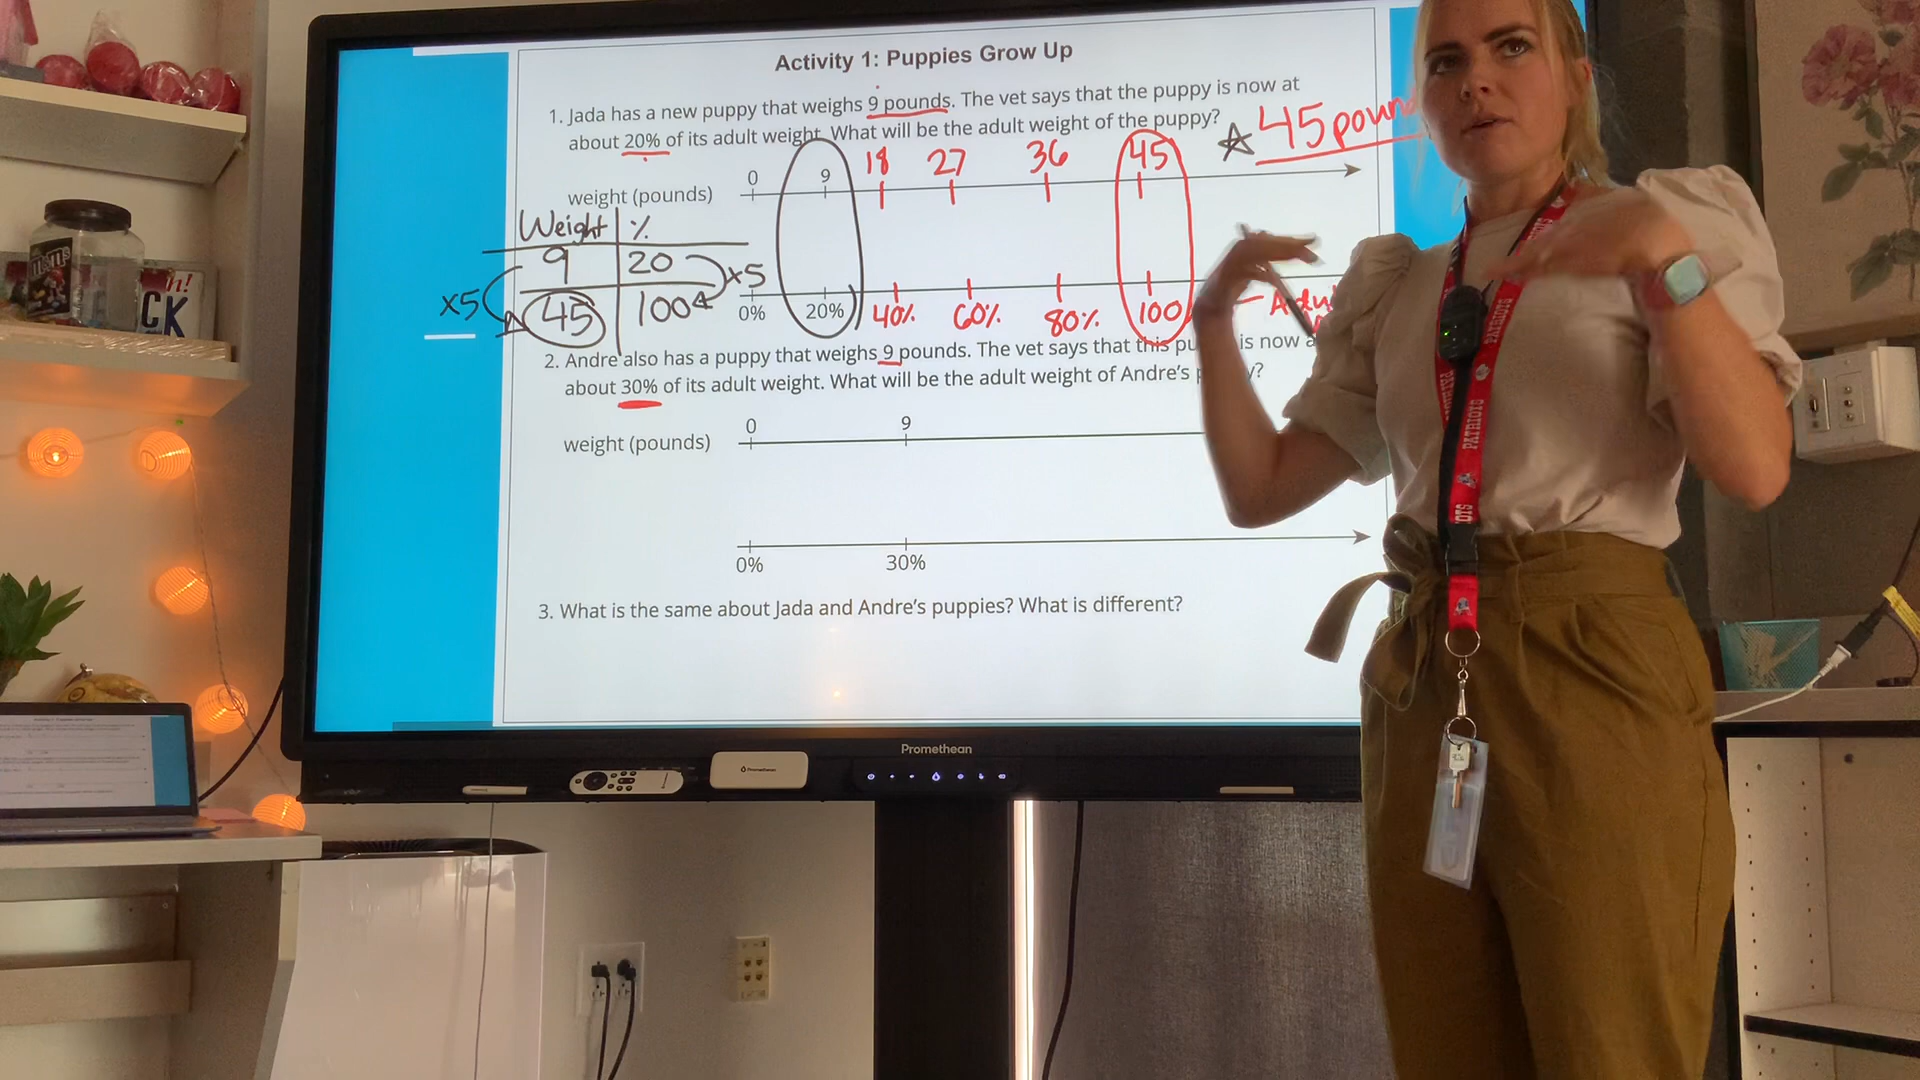 Activity 1: Puppies Grow Up
1. Jada has a new puppy that weighs 9 pounds. The vet says that the puppy is now at
about 20% of its adult weight. What will be the adult weight of the puppy?
45 poun
0 9 18 27 36 45
weight (pounds)
Weight %
9 20
x5 x5
45 100
0% 20% 40% 60% 80% 100
2. Andre also has a puppy that weighs 9 pounds. The vet says that this pu is now a
about 30% of its adult weight. What will be the adult weight of Andre's p y?
0 9
weight (pounds)
0% 30%
3. What is the same about Jada and Andre's puppies? What is different?
Promethean
Promethean
M&M's
CK
PATRIOTS
PATRIOTS